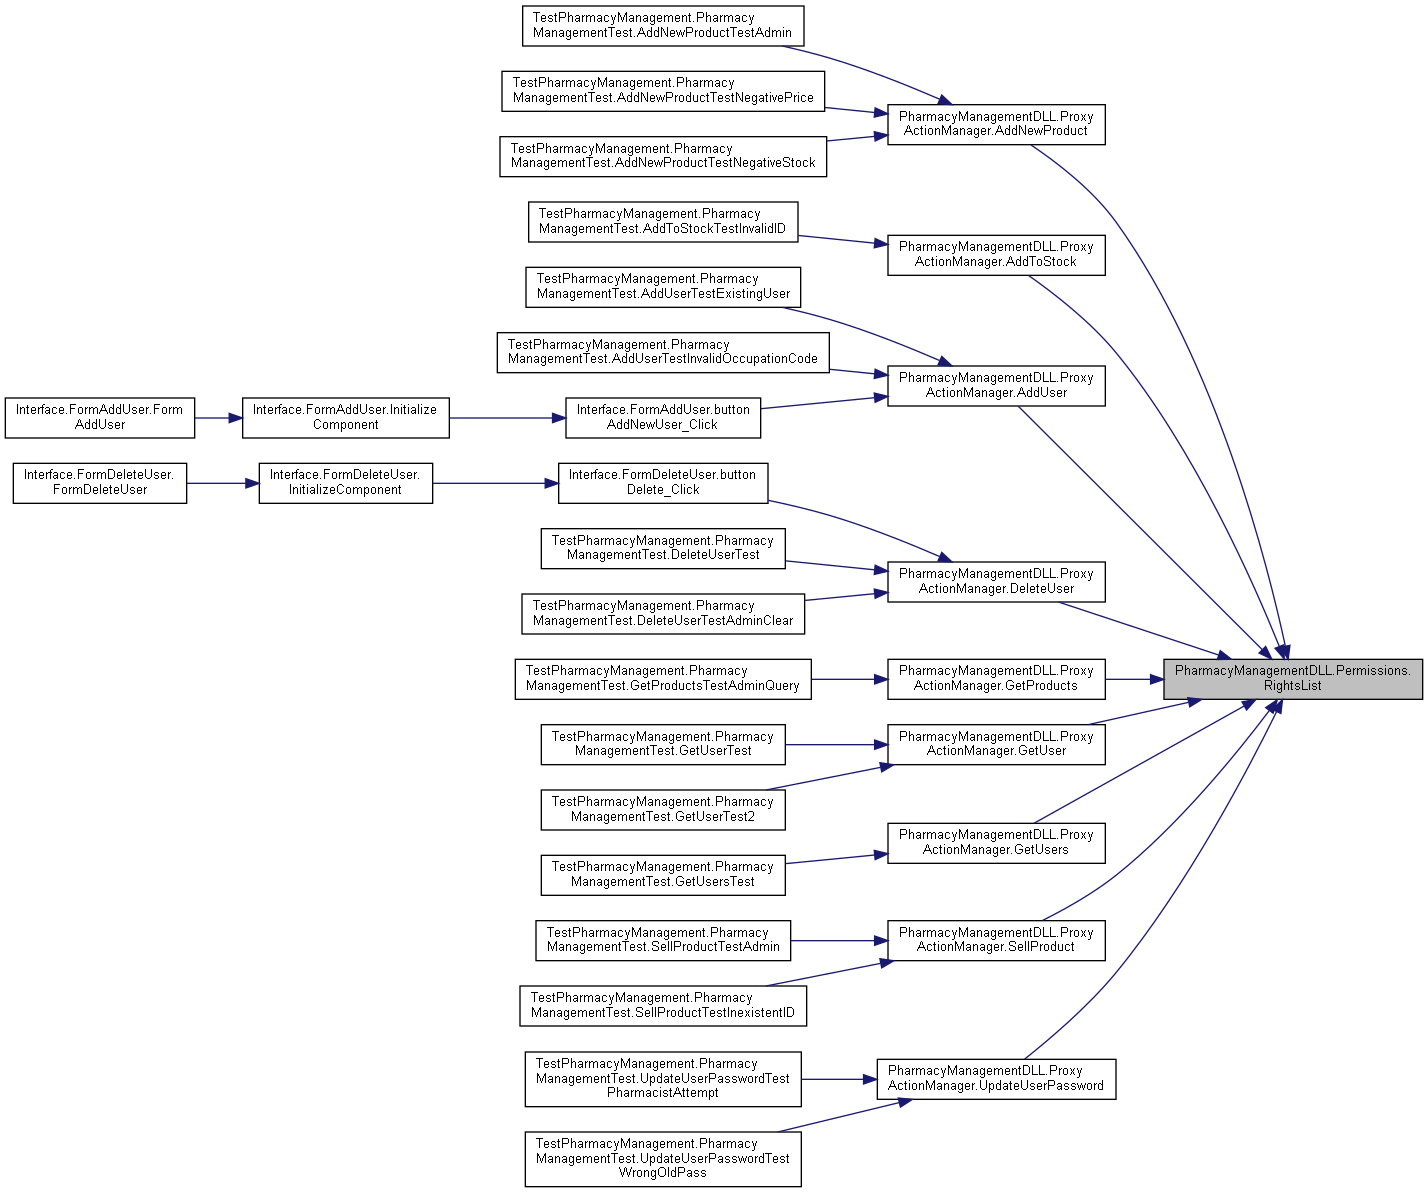 TestPharmacyManagement.Pharmacy
ManagementTest.AddNewProductTestAdmin
TestPharmacyManagement.Pharmacy
ManagementTest.AddNewProductTestNegativePrice
PharmacyManagementDLL.Proxy
ActionManager.AddNewProduct
TestPharmacyManagement.Pharmacy
ManagementTest.AddNewProductTestNegativeStock
TestPharmacyManagement.Pharmacy
ManagementTest.AddToStockTestInvalidID
PharmacyManagementDLL.Proxy
ActionManager.AddToStock
TestPharmacyManagement.Pharmacy
ManagementTest.AddUserTestExistingUser
TestPharmacyManagement.Pharmacy
ManagementTest.AddUserTestInvalidOccupationCode
PharmacyManagementDLL.Proxy
ActionManager.AddUser
Interface.FormAddUser.Form
AddUser
Interface.FormAddUser.Initialize
Component
Interface.FormAddUser.button
AddNewUser_Click
Interface.FormDeleteUser.
FormDeleteUser
Interface.FormDeleteUser.
InitializeComponent
Interface.FormDeleteUser.button
Delete_Click
TestPharmacyManagement.Pharmacy
ManagementTest.DeleteUserTest
PharmacyManagementDLL.Proxy
ActionManager.DeleteUser
TestPharmacyManagement.Pharmacy
ManagementTest.DeleteUserTestAdminClear
TestPharmacyManagement.Pharmacy
ManagementTest.GetProductsTestAdminQuery
PharmacyManagementDLL.Proxy
ActionManager.GetProducts
PharmacyManagementDLL.Permissions.
RightsList
TestPharmacyManagement.Pharmacy
ManagementTest.GetUserTest
PharmacyManagementDLL.Proxy
ActionManager.GetUser
TestPharmacyManagement.Pharmacy
ManagementTest.GetUserTest2
PharmacyManagementDLL.Proxy
ActionManager.GetUsers
TestPharmacyManagement.Pharmacy
ManagementTest.GetUsersTest
TestPharmacyManagement.Pharmacy
ManagementTest.SellProductTestAdmin
PharmacyManagementDLL.Proxy
ActionManager.SellProduct
TestPharmacyManagement.Pharmacy
ManagementTest.SellProductTestInexistentID
TestPharmacyManagement.Pharmacy
ManagementTest.UpdateUserPasswordTest
PharmacistAttempt
PharmacyManagementDLL.Proxy
ActionManager.UpdateUserPassword
TestPharmacyManagement.Pharmacy
ManagementTest.UpdateUserPasswordTest
WrongOldPass